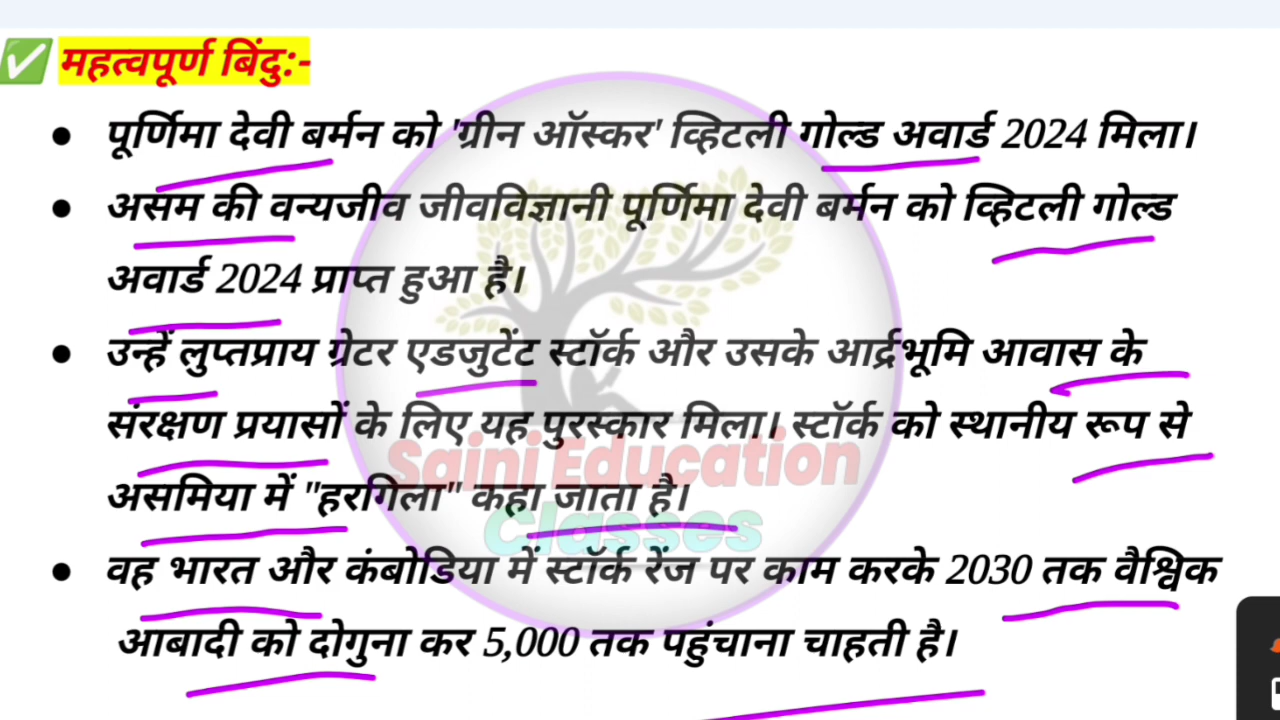 ✅ महत्वपूर्ण बिंदु:-
● पूर्णिमा देवी बर्मन को 'ग्रीन ऑस्कर' व्हिटली गोल्ड अवार्ड 2024 मिला।
● असम की वन्यजीव जीवविज्ञानी पूर्णिमा देवी बर्मन को व्हिटली गोल्ड
अवार्ड 2024 प्राप्त हुआ है।
● उन्हें लुप्तप्राय ग्रेटर एडजुटेंट स्टॉर्क और उसके आर्द्रभूमि आवास के
संरक्षण प्रयासों के लिए यह पुरस्कार मिला। स्टॉर्क को स्थानीय रूप से
असमिया में "हरगिला" कहा जाता है।
● वह भारत और कंबोडिया में स्टॉर्क रेंज पर काम करके 2030 तक वैश्विक
आबादी को दोगुना कर 5,000 तक पहुंचाना चाहती है।
Saini Education
Classes